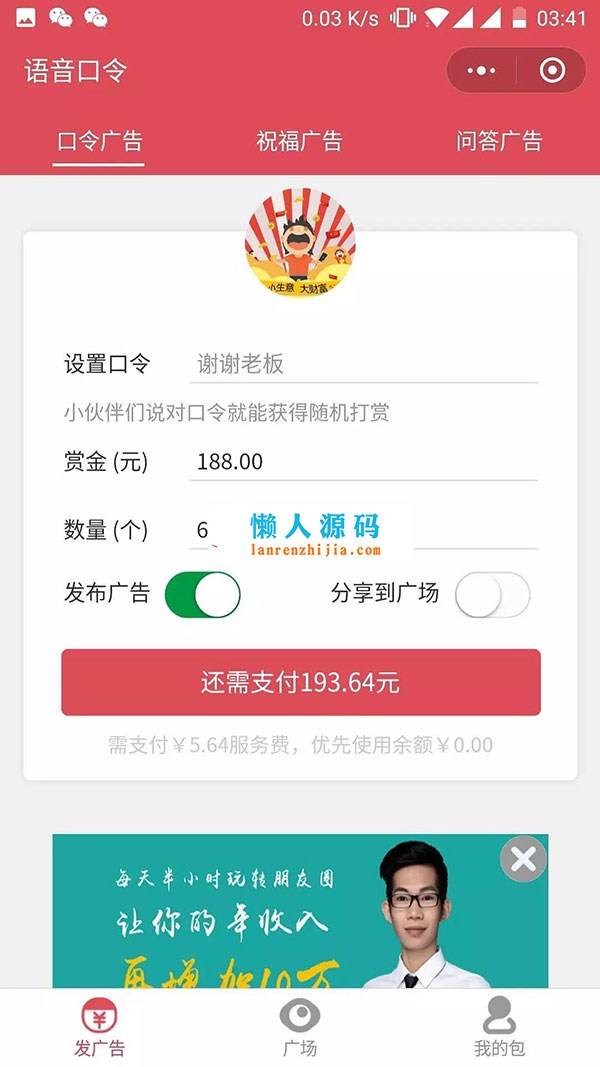 0.03 K/s 03:41
语音口令
口令广告 祝福广告 问答广告
小生意 大财富
设置口令 谢谢老板
小伙伴们说对口令就能获得随机打赏
赏金 (元) 188.00
数量 (个) 6
懒人源码
lanrenzhijia.com
发布广告 分享到广场
还需支付193.64元
需支付￥5.64服务费，优先使用余额￥0.00
每天半小时玩转朋友圈
让你的年收入
再增加10万
发广告 广场 我的包